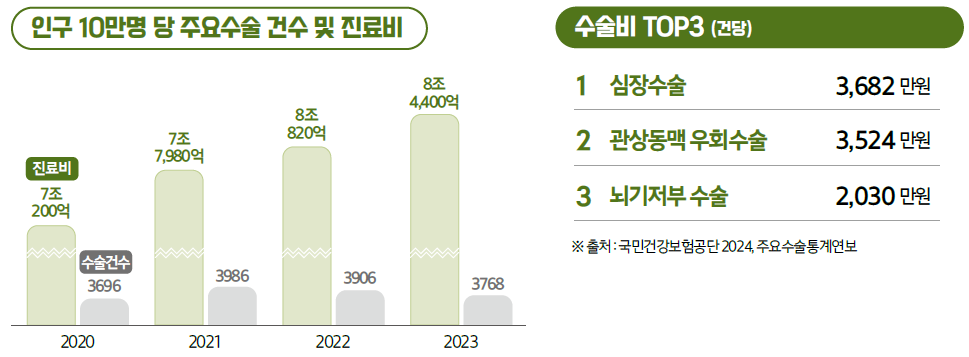 인구 10만명 당 주요수술 건수 및 진료비
진료비
7조
200억
수술건수
3696
2020
7조
7,980억
3986
2021
8조
820억
3906
2022
8조
4,400억
3768
2023
수술비 TOP3 (건당)
1 심장수술 3,682 만원
2 관상동맥 우회수술 3,524 만원
3 뇌기저부 수술 2,030 만원
※ 출처 : 국민건강보험공단 2024, 주요수술통계연보